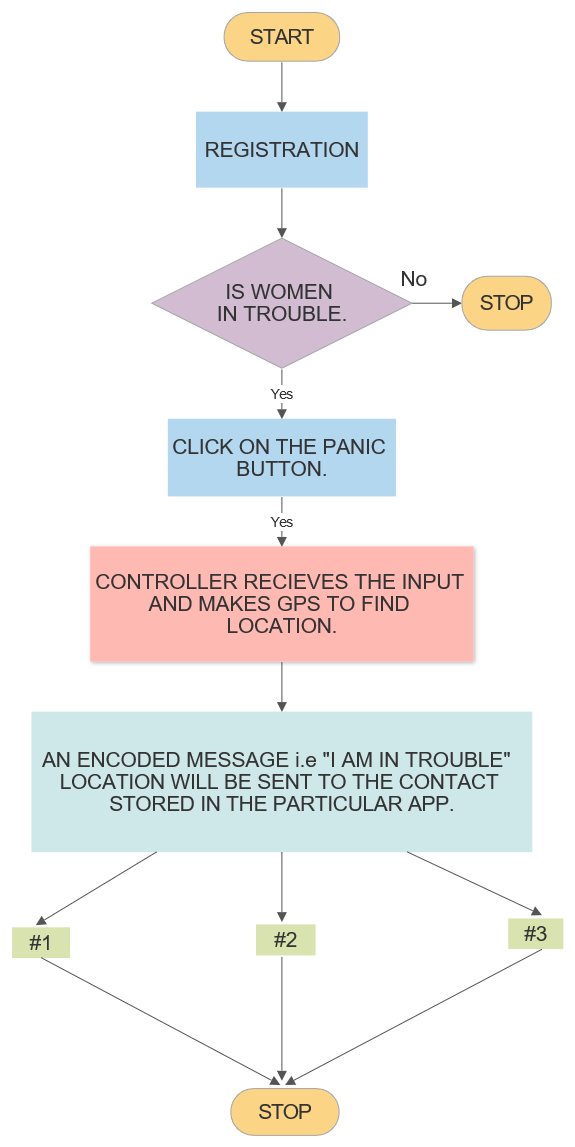 START
REGISTRATION
No
IS WOMEN
IN TROUBLE.
STOP
Yes
CLICK ON THE PANIC
BUTTON.
Yes
CONTROLLER RECIEVES THE INPUT
AND MAKES GPS TO FIND
LOCATION.
AN ENCODED MESSAGE i.e "I AM IN TROUBLE"
LOCATION WILL BE SENT TO THE CONTACT
STORED IN THE PARTICULAR APP.
#1
#2
#3
STOP